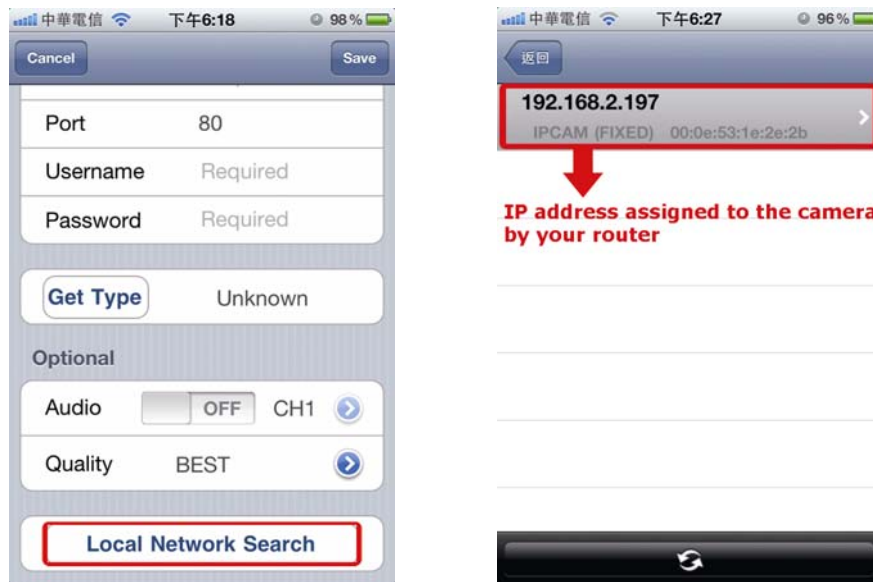 中華電信 下午6:18 98%
Cancel Save
Port 80
Username Required
Password Required
Get Type Unknown
Optional
Audio OFF CH1
Quality BEST
Local Network Search
中華電信 下午6:27 96%
返回
192.168.2.197
IPCAM (FIXED) 00:0e:53:1e:2e:2b
IP address assigned to the camera
by your router